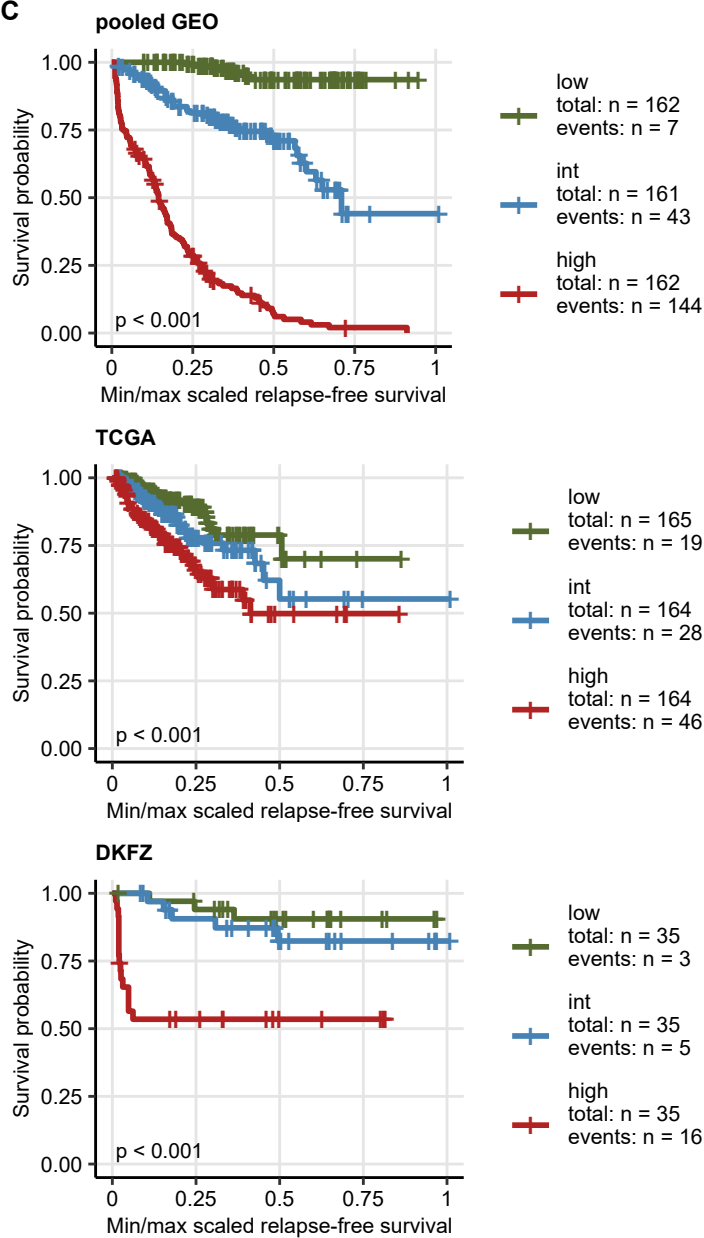 C
pooled GEO
1.00
0.75
0.50
0.25
0.00
Survival probability
p < 0.001
0 0.25 0.5 0.75 1
Min/max scaled relapse-free survival
low
total: n = 162
events: n = 7
int
total: n = 161
events: n = 43
high
total: n = 162
events: n = 144
TCGA
1.00
0.75
0.50
0.25
0.00
Survival probability
p < 0.001
0 0.25 0.5 0.75 1
Min/max scaled relapse-free survival
low
total: n = 165
events: n = 19
int
total: n = 164
events: n = 28
high
total: n = 164
events: n = 46
DKFZ
1.00
0.75
0.50
0.25
0.00
Survival probability
p < 0.001
0 0.25 0.5 0.75 1
Min/max scaled relapse-free survival
low
total: n = 35
events: n = 3
int
total: n = 35
events: n = 5
high
total: n = 35
events: n = 16